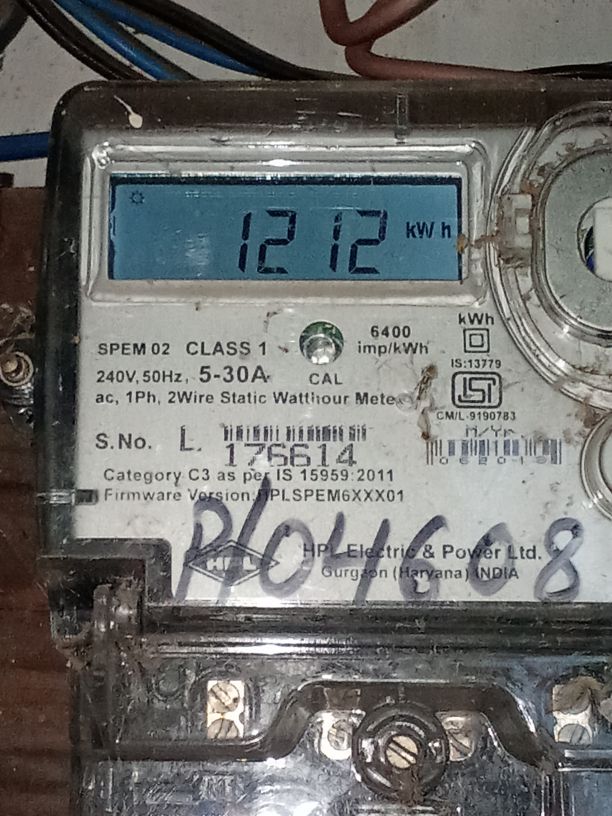 1212 kWh
6400
imp/kWh
kWh
SPEM 02 CLASS 1
IS:13779
240V, 50Hz, 5-30A
CAL
ac, 1Ph, 2Wire Static Watthour Meter
CM/L-9190783
M/Yr
S.No. L. 176614
Category C3 as per IS 15959:2011
Firmware Version: HPLSPEM6XXX01
HPL
HPL Electric & Power Ltd.
Gurgaon (Haryana) INDIA